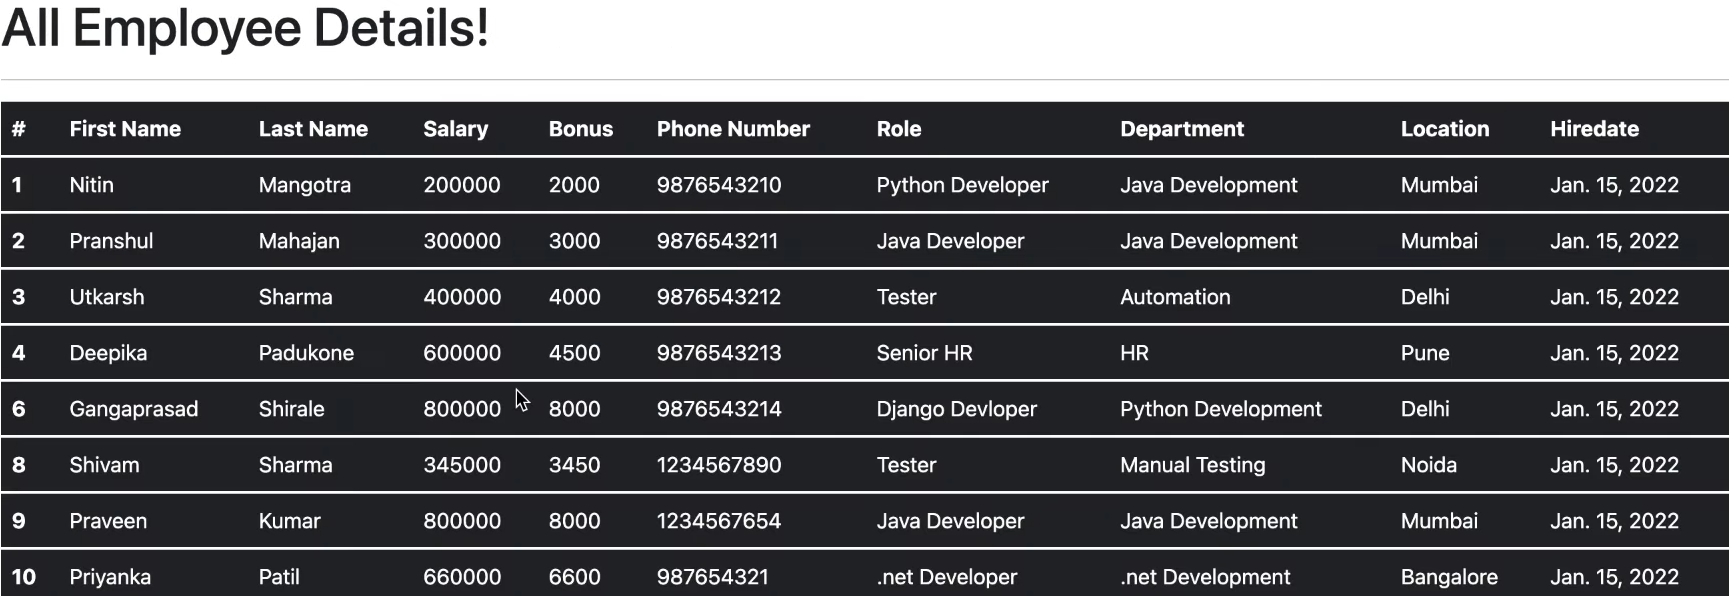 All Employee Details!
# First Name Last Name Salary Bonus Phone Number Role Department Location Hiredate
1 Nitin Mangotra 200000 2000 9876543210 Python Developer Java Development Mumbai Jan. 15, 2022
2 Pranshul Mahajan 300000 3000 9876543211 Java Developer Java Development Mumbai Jan. 15, 2022
3 Utkarsh Sharma 400000 4000 9876543212 Tester Automation Delhi Jan. 15, 2022
4 Deepika Padukone 600000 4500 9876543213 Senior HR HR Pune Jan. 15, 2022
6 Gangaprasad Shirale 800000 8000 9876543214 Django Devloper Python Development Delhi Jan. 15, 2022
8 Shivam Sharma 345000 3450 1234567890 Tester Manual Testing Noida Jan. 15, 2022
9 Praveen Kumar 800000 8000 1234567654 Java Developer Java Development Mumbai Jan. 15, 2022
10 Priyanka Patil 660000 6600 987654321 .net Developer .net Development Bangalore Jan. 15, 2022